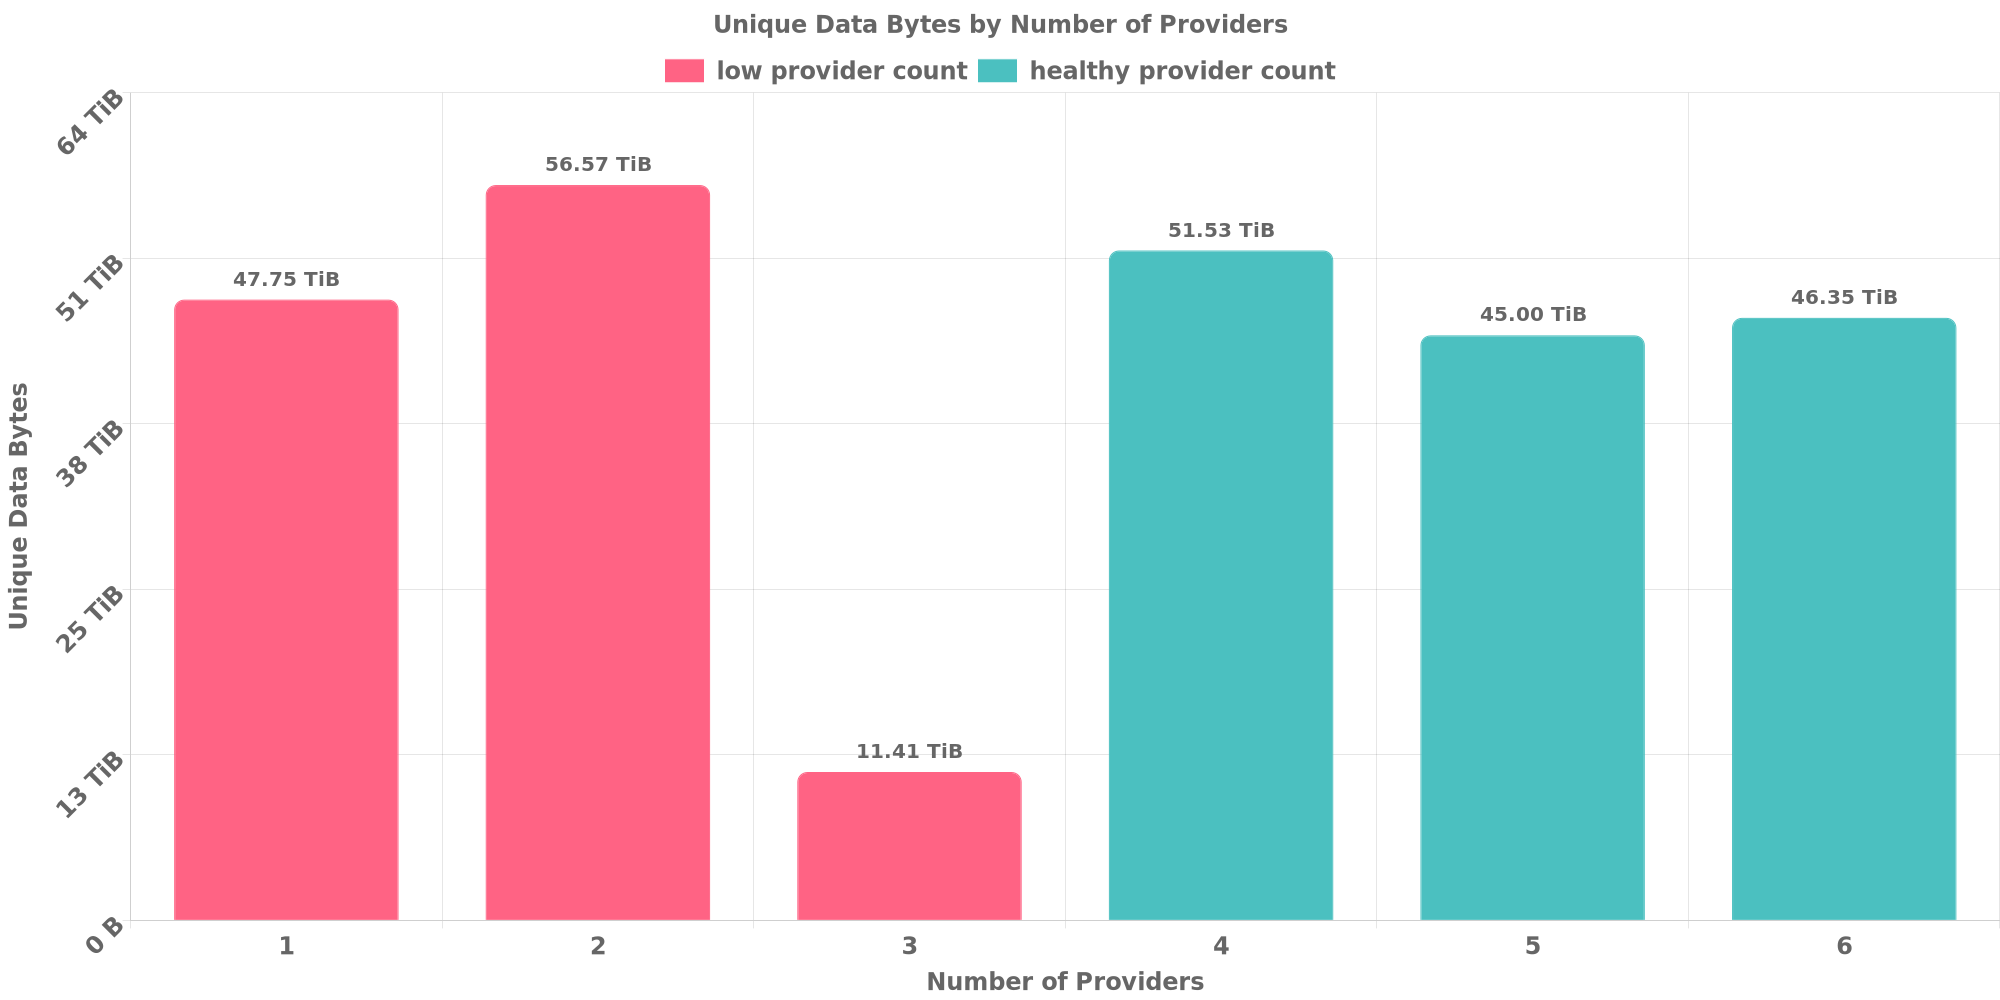 Unique Data Bytes by Number of Providers
low provider count healthy provider count
64 TiB
51 TiB
38 TiB
25 TiB
13 TiB
0 B
Unique Data Bytes
47.75 TiB
56.57 TiB
11.41 TiB
51.53 TiB
45.00 TiB
46.35 TiB
1 2 3 4 5 6
Number of Providers